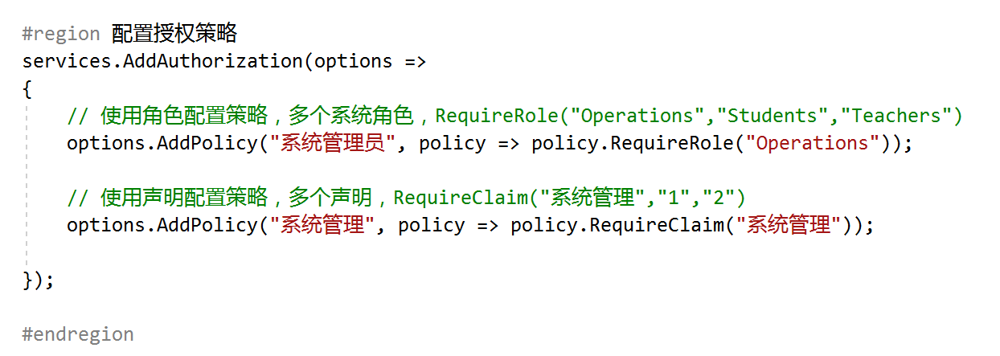 #region 配置授权策略
services.AddAuthorization(options =>
{
// 使用角色配置策略，多个系统角色，RequireRole("Operations","Students","Teachers")
options.AddPolicy("系统管理员", policy => policy.RequireRole("Operations"));
// 使用声明配置策略，多个声明，RequireClaim("系统管理","1","2")
options.AddPolicy("系统管理", policy => policy.RequireClaim("系统管理"));
});
#endregion